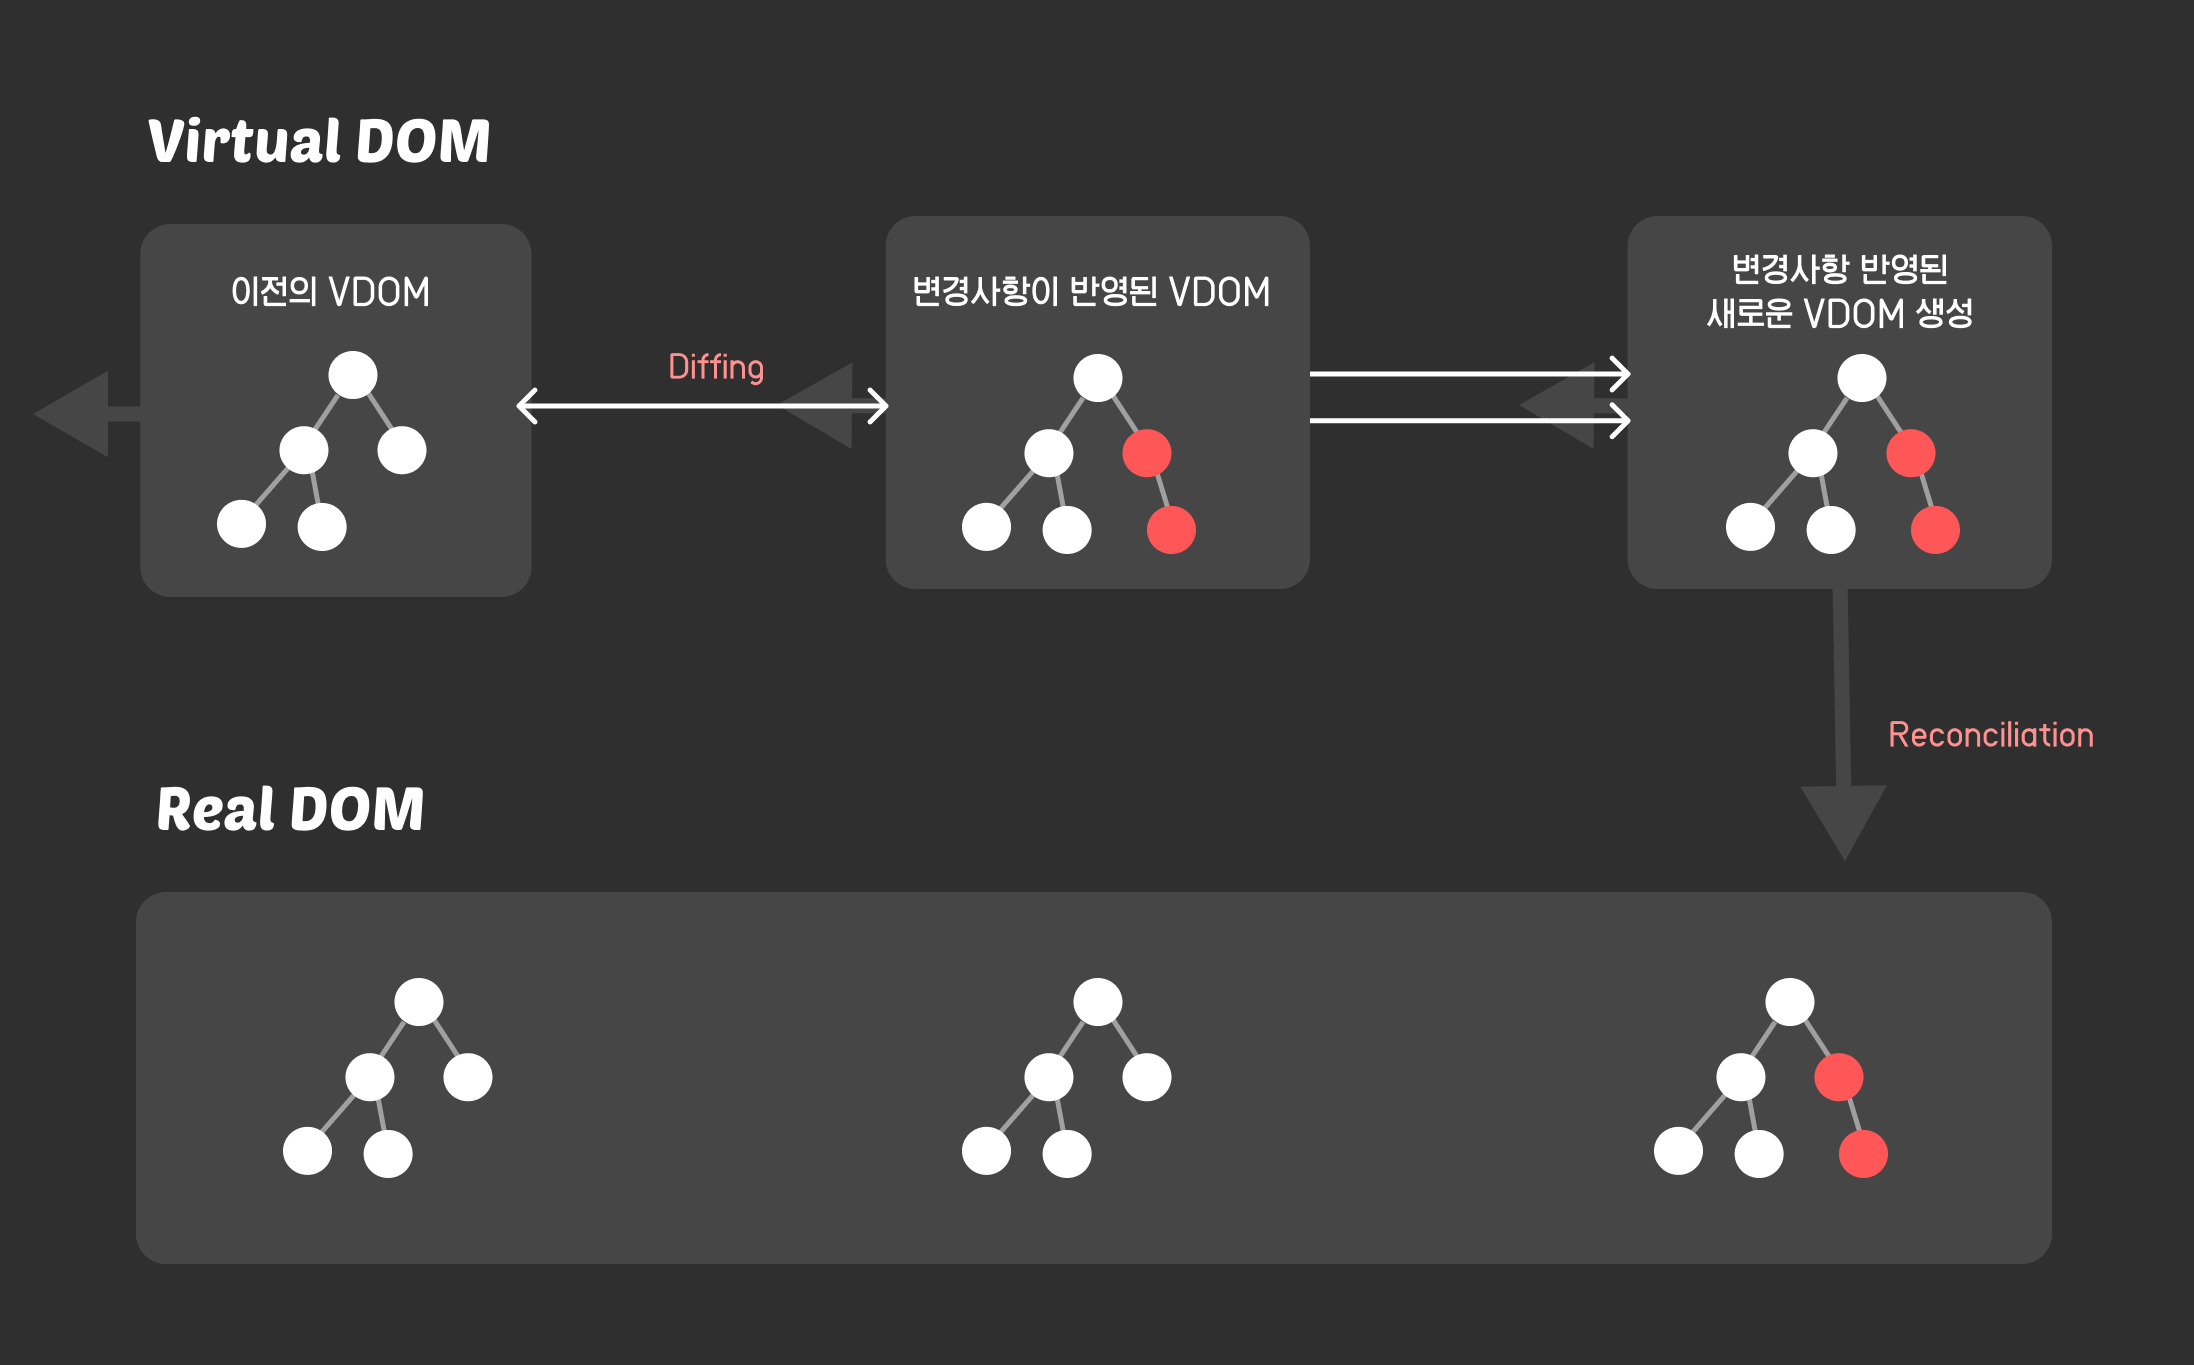 Virtual DOM
이전의 VDOM
Diffing
변경사항이 반영된 VDOM
변경사항 반영된
새로운 VDOM 생성
Reconciliation
Real DOM